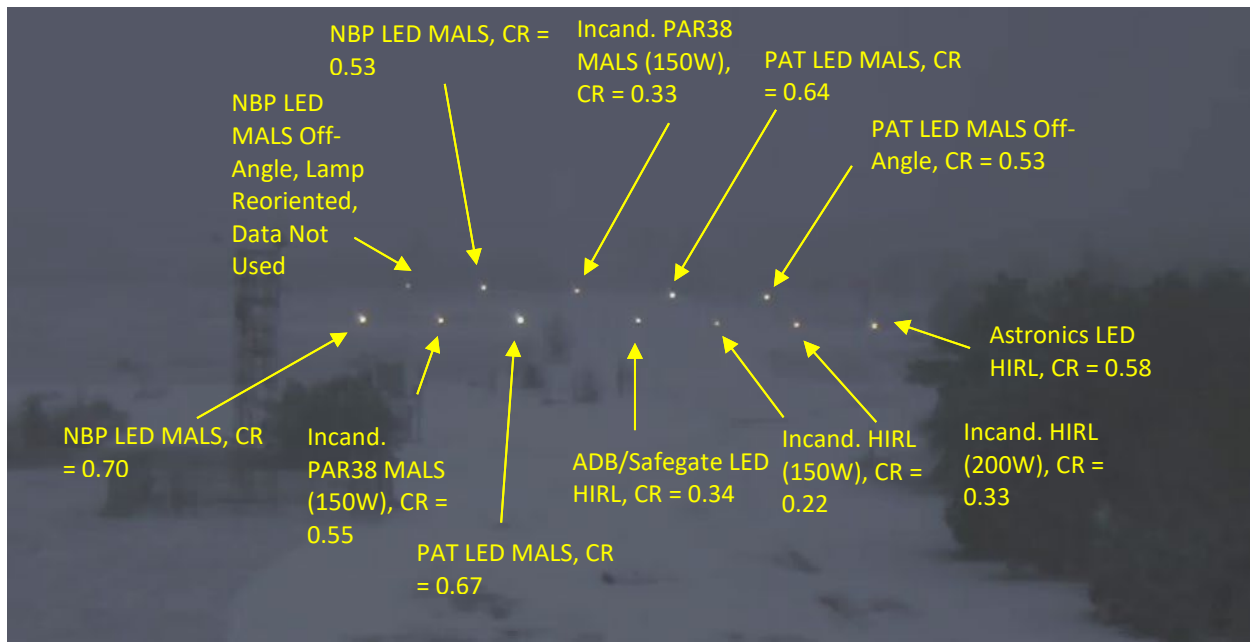 NBP LED MALS, CR =
0.53
Incand. PAR38
MALS (150W),
CR = 0.33
PAT LED MALS, CR
= 0.64
NBP LED
MALS Off-
Angle, Lamp
Reoriented,
Data Not
Used
PAT LED MALS Off-
Angle, CR = 0.53
Astronics LED
HIRL, CR = 0.58
NBP LED MALS, CR
= 0.70
Incand.
PAR38 MALS
(150W), CR =
0.55
PAT LED MALS, CR
= 0.67
ADB/Safegate LED
HIRL, CR = 0.34
Incand. HIRL
(150W), CR =
0.22
Incand. HIRL
(200W), CR =
0.33